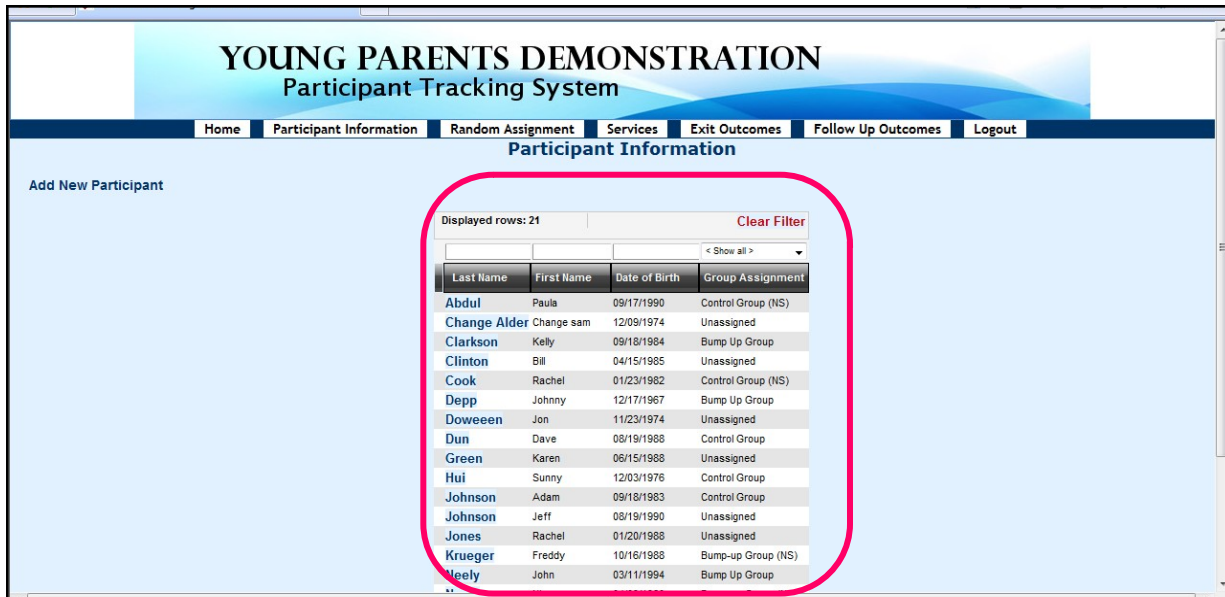 YOUNG PARENTS DEMONSTRATION
Participant Tracking System
Home Participant Information Random Assignment Services Exit Outcomes Follow Up Outcomes Logout
Participant Information
Add New Participant
Displayed rows: 21 Clear Filter
< Show all >
Last Name First Name Date of Birth Group Assignment
Abdul Paula 09/17/1990 Control Group (NS)
Change Alder Change sam 12/09/1974 Unassigned
Clarkson Kelly 09/18/1984 Bump Up Group
Clinton Bill 04/15/1985 Unassigned
Cook Rachel 01/23/1982 Control Group (NS)
Depp Johnny 12/17/1967 Bump Up Group
Doweeen Jon 11/23/1974 Unassigned
Dun Dave 08/19/1988 Control Group
Green Karen 06/15/1988 Unassigned
Hui Sunny 12/03/1976 Control Group
Johnson Adam 09/18/1983 Control Group
Johnson Jeff 08/19/1990 Unassigned
Jones Rachel 01/20/1988 Unassigned
Krueger Freddy 10/16/1988 Bump-up Group (NS)
Neely John 03/11/1994 Bump Up Group